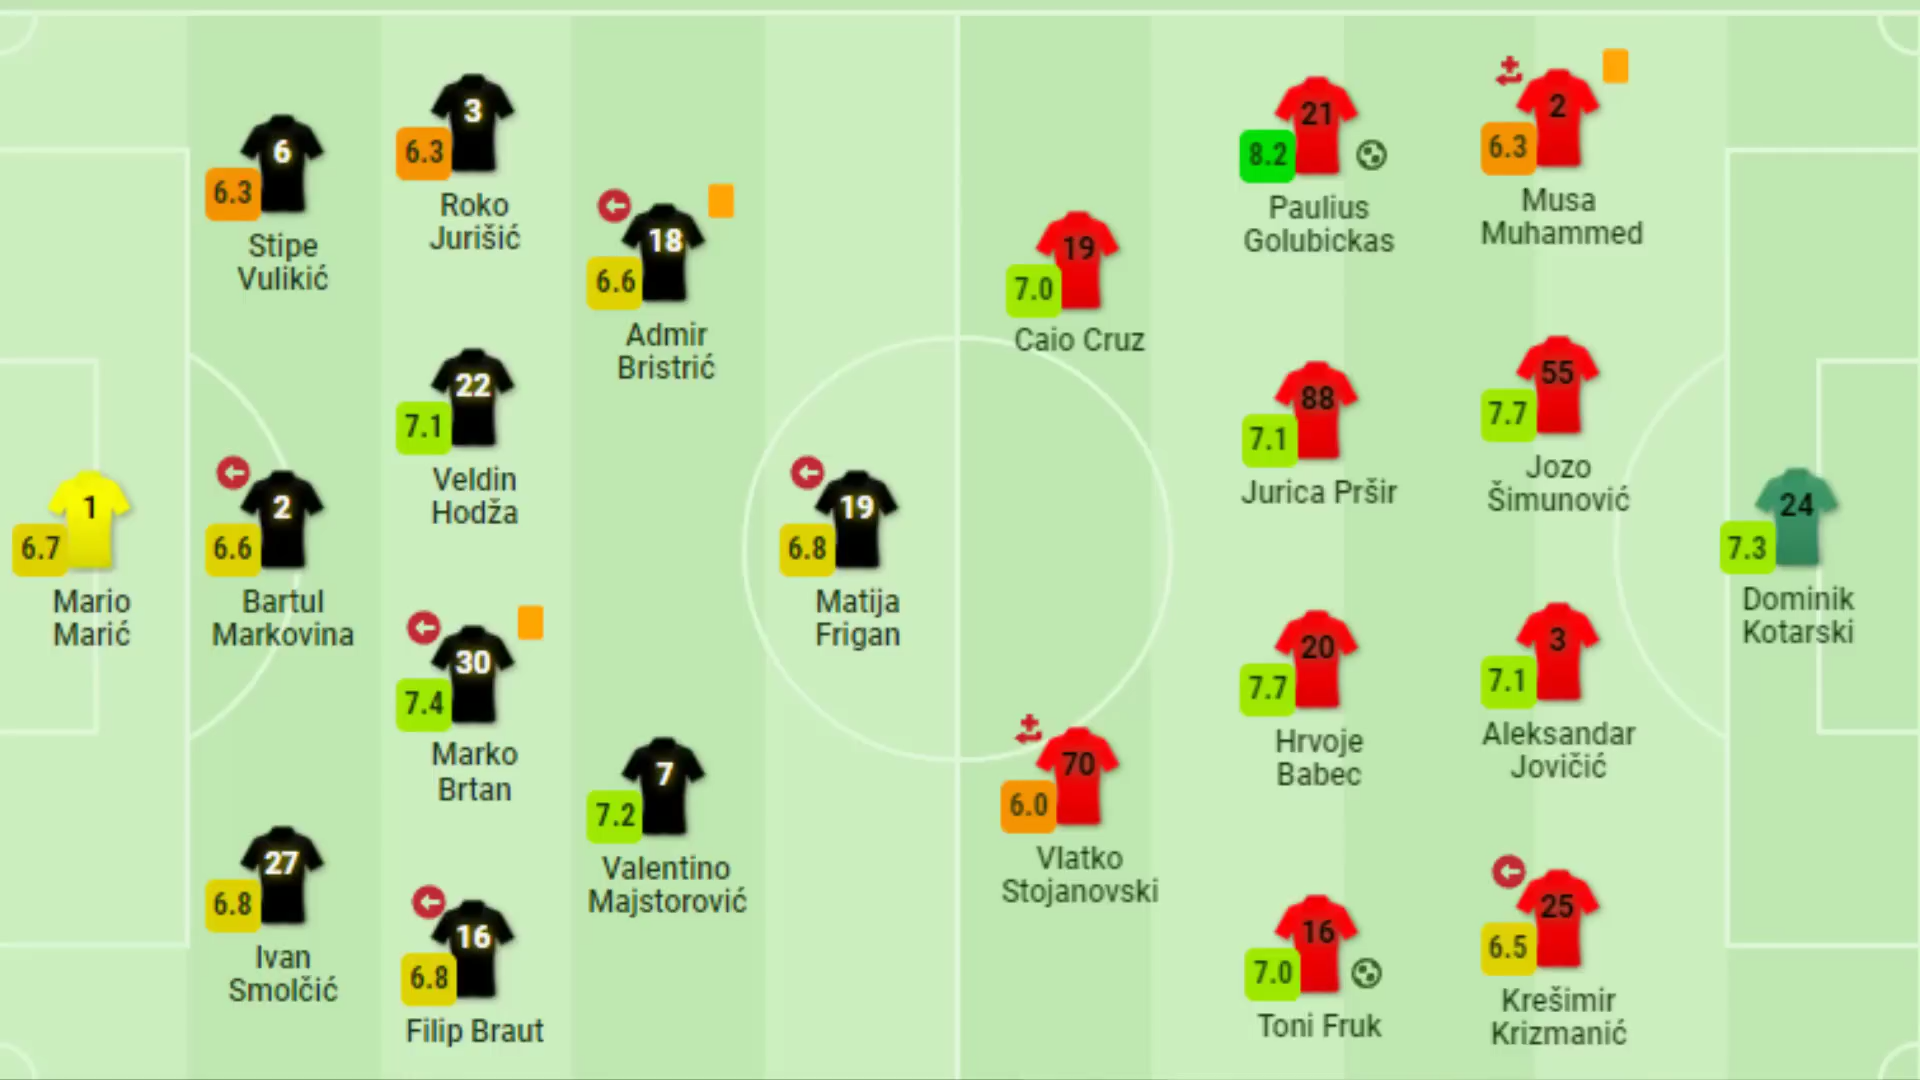 1
6.7
Mario
Marić
6
6.3
Stipe
Vulikić
2
6.6
Bartul
Markovina
27
6.8
Ivan
Smolčić
3
6.3
Roko
Jurišić
22
7.1
Veldin
Hodža
30
7.4
Marko
Brtan
16
6.8
Filip Braut
18
6.6
Admir
Bristrić
7
7.2
Valentino
Majstorović
19
6.8
Matija
Frigan
19
7.0
Caio Cruz
70
6.0
Vlatko
Stojanovski
21
8.2
Paulius
Golubickas
88
7.1
Jurica Pršir
20
7.7
Hrvoje
Babec
16
7.0
Toni Fruk
2
6.3
Musa
Muhammed
55
7.7
Jozo
Šimunović
3
7.1
Aleksandar
Jovičić
25
6.5
Krešimir
Krizmanić
24
7.3
Dominik
Kotarski